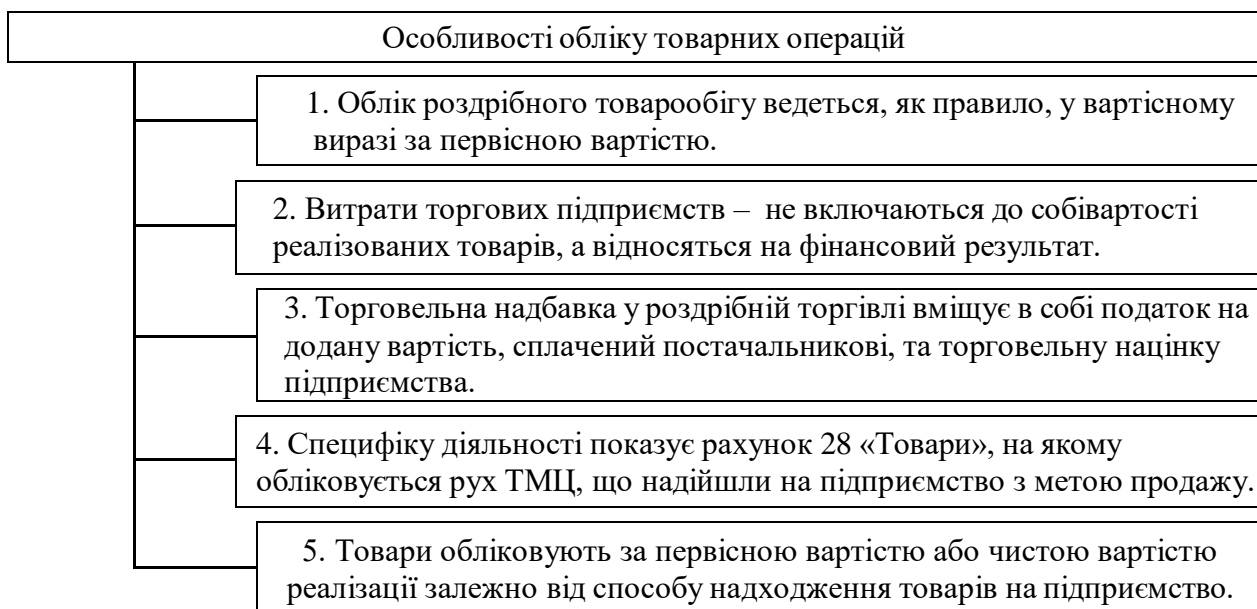 Особливості обліку товарних операцій
1. Облік роздрібного товарообігу ведеться, як правило, у вартісному
виразі за первісною вартістю.
2. Витрати торгових підприємств – не включаються до собівартості
реалізованих товарів, а відносяться на фінансовий результат.
3. Торговельна надбавка у роздрібній торгівлі вміщує в собі податок на
додану вартість, сплачений постачальникові, та торговельну націнку
підприємства.
4. Специфіку діяльності показує рахунок 28 «Товари», на якому
обліковується рух ТМЦ, що надійшли на підприємство з метою продажу.
5. Товари обліковують за первісною вартістю або чистою вартістю
реалізації залежно від способу надходження товарів на підприємство.